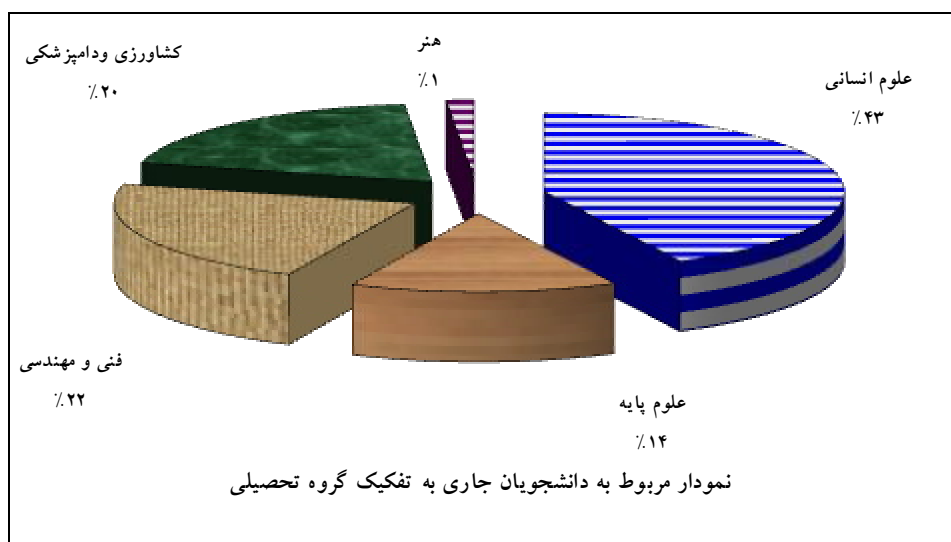 هنر
٪۱
کشاورزی ودامپزشکی
٪۲۰
علوم انسانی
٪۴۳
فنی و مهندسی
٪۲۲
علوم پایه
٪۱۴
نمودار مربوط به دانشجویان جاری به تفکیک گروه تحصیلی